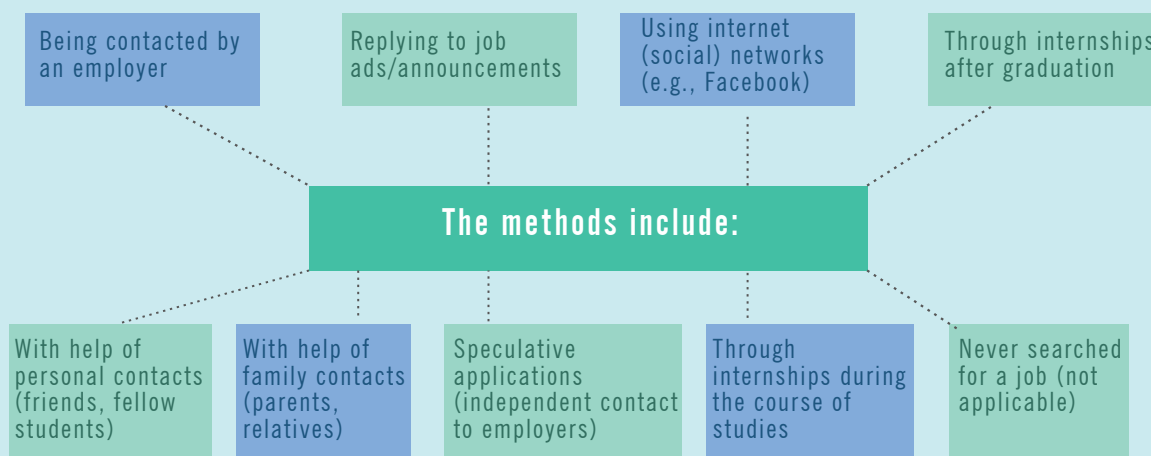 Being contacted by
an employer
Replying to job
ads/announcements
Using internet
(social) networks
(e.g., Facebook)
Through internships
after graduation
The methods include:
With help of
personal contacts
(friends, fellow
students)
With help of
family contacts
(parents,
relatives)
Speculative
applications
(independent contact
to employers)
Through
internships during
the course of
studies
Never searched
for a job (not
applicable)